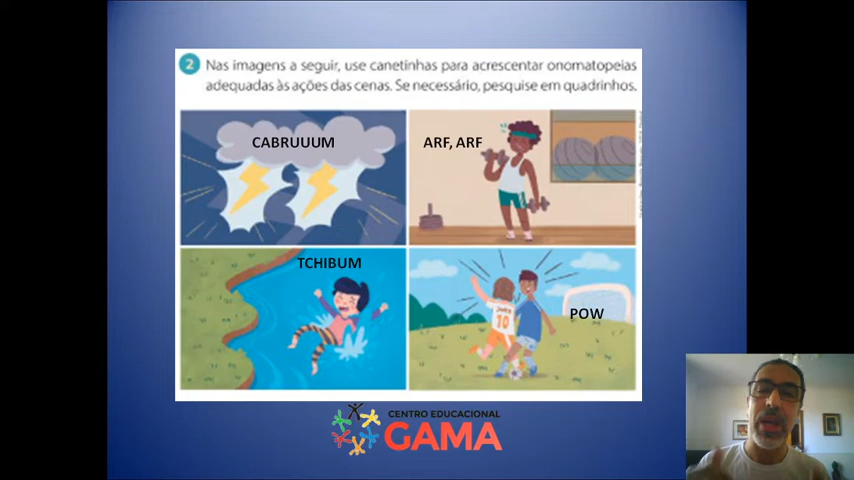 2 Nas imagens a seguir, use canetinhas para acrescentar onomatopeias
adequadas às ações das cenas. Se necessário, pesquise em quadrinhos.
CABRUUUM
ARF, ARF
TCHIBUM
10
POW
CENTRO EDUCACIONAL
GAMA